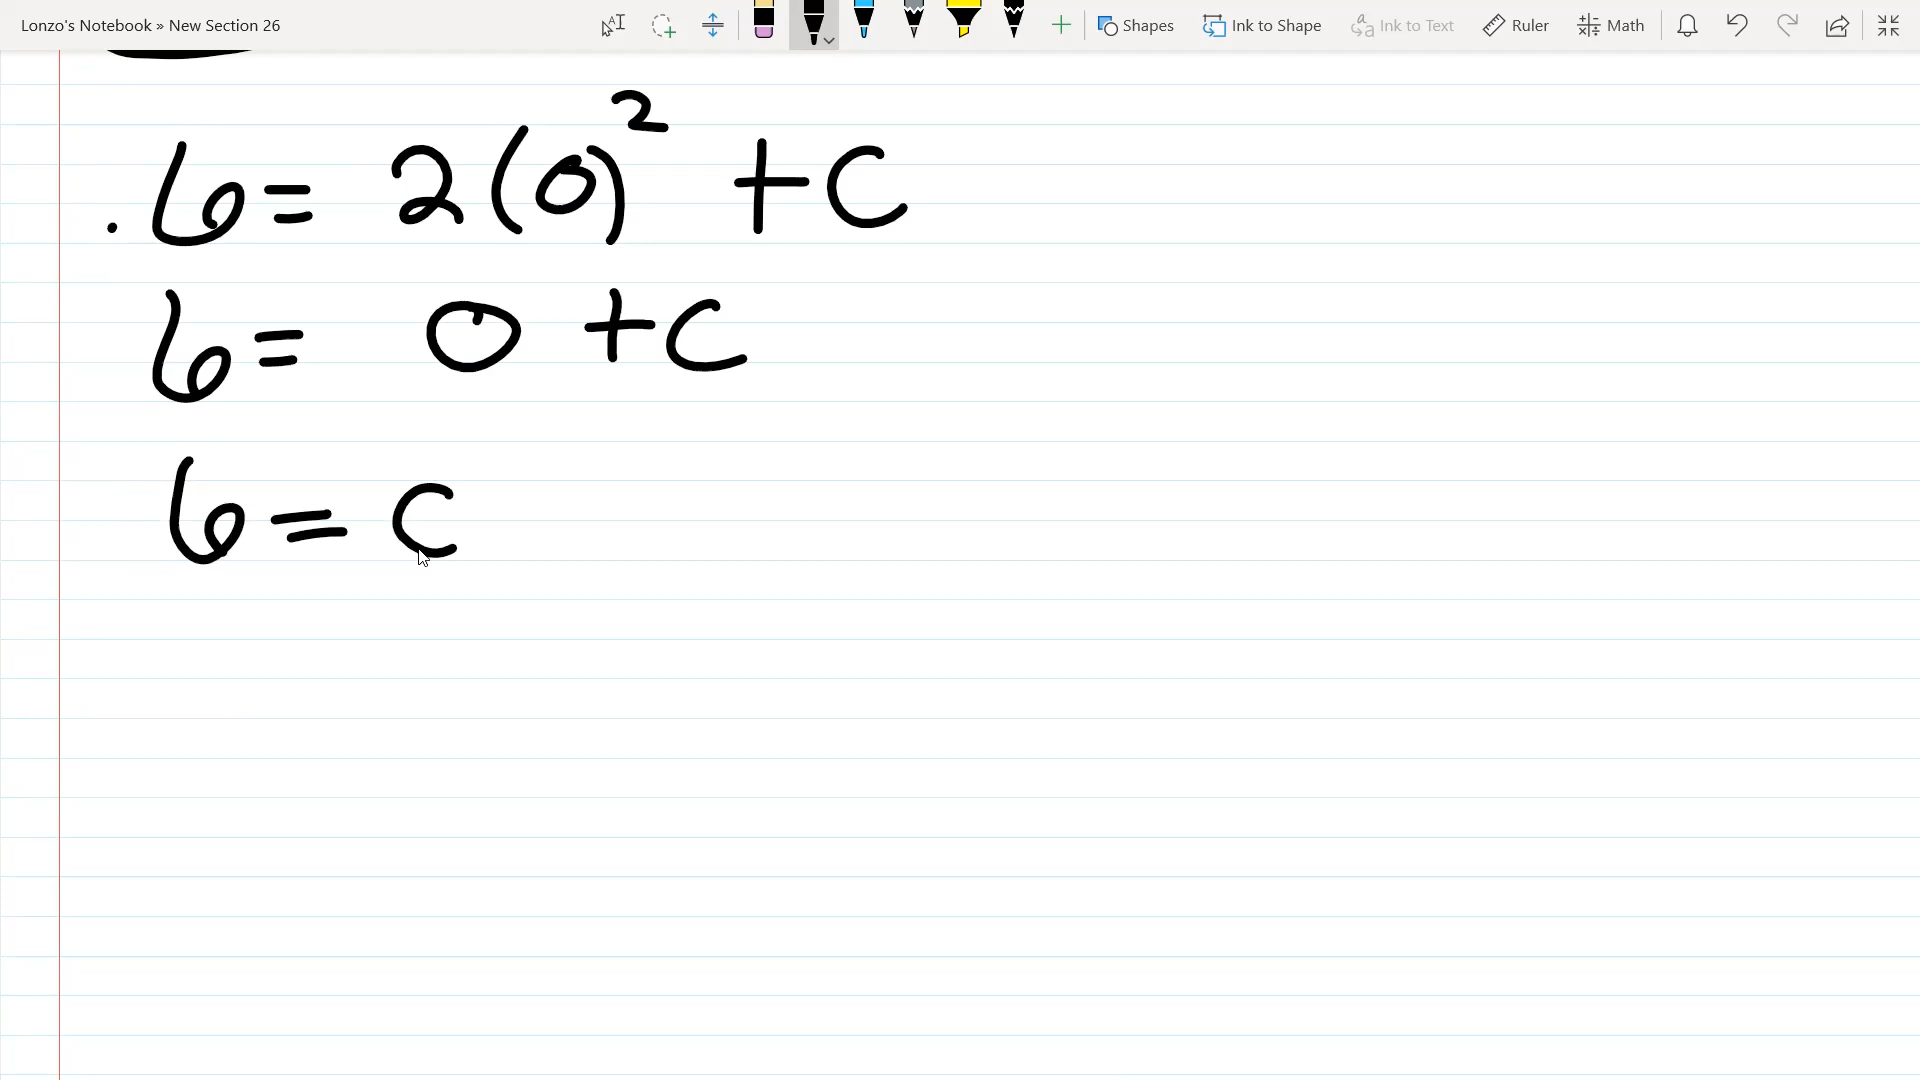 Lonzo's Notebook » New Section 26 Shapes Ink to Shape Ink to Text Ruler Math
. 6 = 2(0)² + C
6 = 0 + C
6 = C